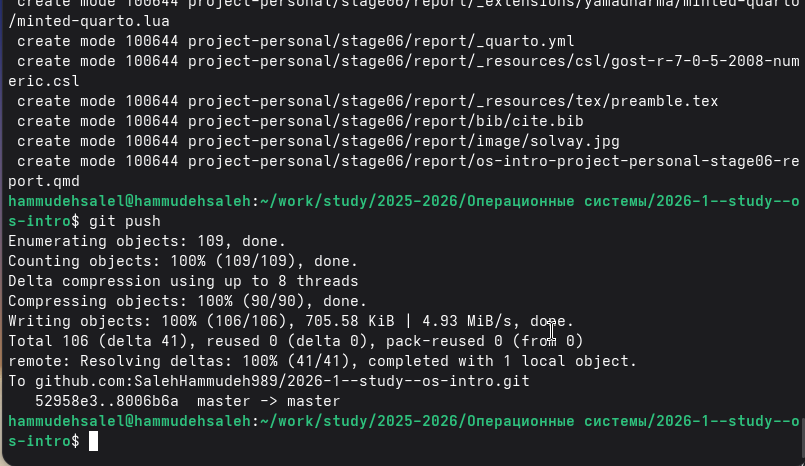 create mode 100644 project-personal/stage06/report/_extensions/yamadharma/minted-quarto
/minted-quarto.lua
create mode 100644 project-personal/stage06/report/_quarto.yml
create mode 100644 project-personal/stage06/report/_resources/csl/gost-r-7-0-5-2008-num
eric.csl
create mode 100644 project-personal/stage06/report/_resources/tex/preamble.tex
create mode 100644 project-personal/stage06/report/bib/cite.bib
create mode 100644 project-personal/stage06/report/image/solvay.jpg
create mode 100644 project-personal/stage06/report/os-intro-project-personal-stage06-re
port.qmd
hammudehsalel@hammudehsaleh:~/work/study/2025-2026/Операционные системы/2026-1--study--o
s-intro$ git push
Enumerating objects: 109, done.
Counting objects: 100% (109/109), done.
Delta compression using up to 8 threads
Compressing objects: 100% (90/90), done.
Writing objects: 100% (106/106), 705.58 KiB | 4.93 MiB/s, done.
Total 106 (delta 41), reused 0 (delta 0), pack-reused 0 (from 0)
remote: Resolving deltas: 100% (41/41), completed with 1 local object.
To github.com:SalehHammudeh989/2026-1--study--os-intro.git
52958e3..8006b6a  master -> master
hammudehsalel@hammudehsaleh:~/work/study/2025-2026/Операционные системы/2026-1--study--o
s-intro$